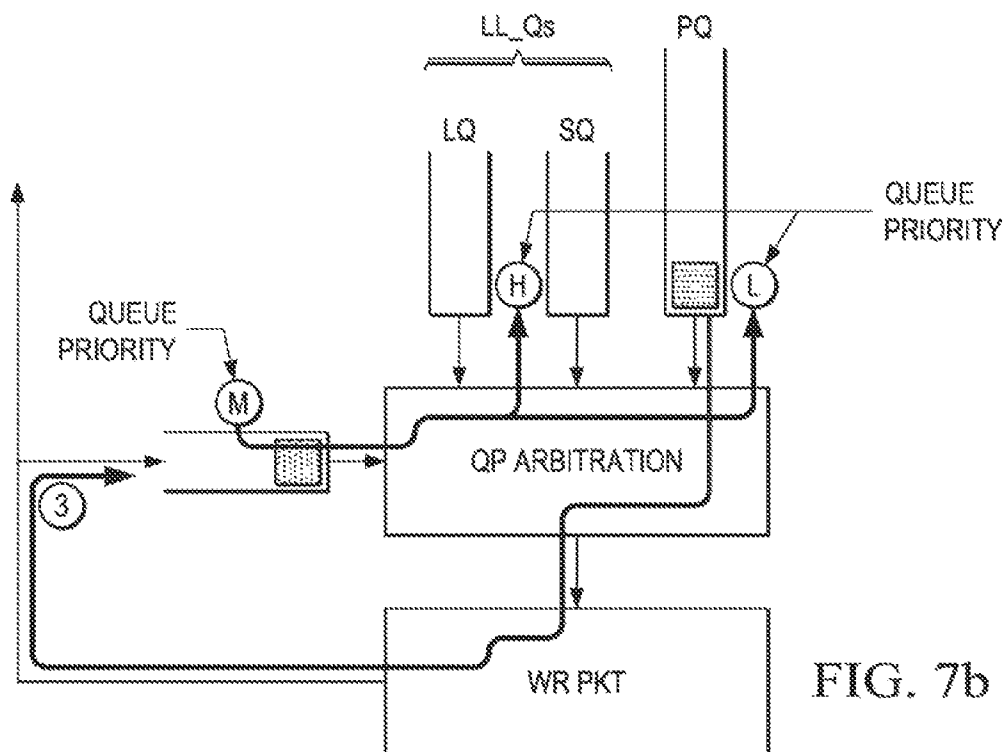 LL_Qs
PQ
LQ
SQ
QUEUE
PRIORITY
H
L
QUEUE
PRIORITY
M
QP ARBITRATION
3
WR PKT
FIG. 7b